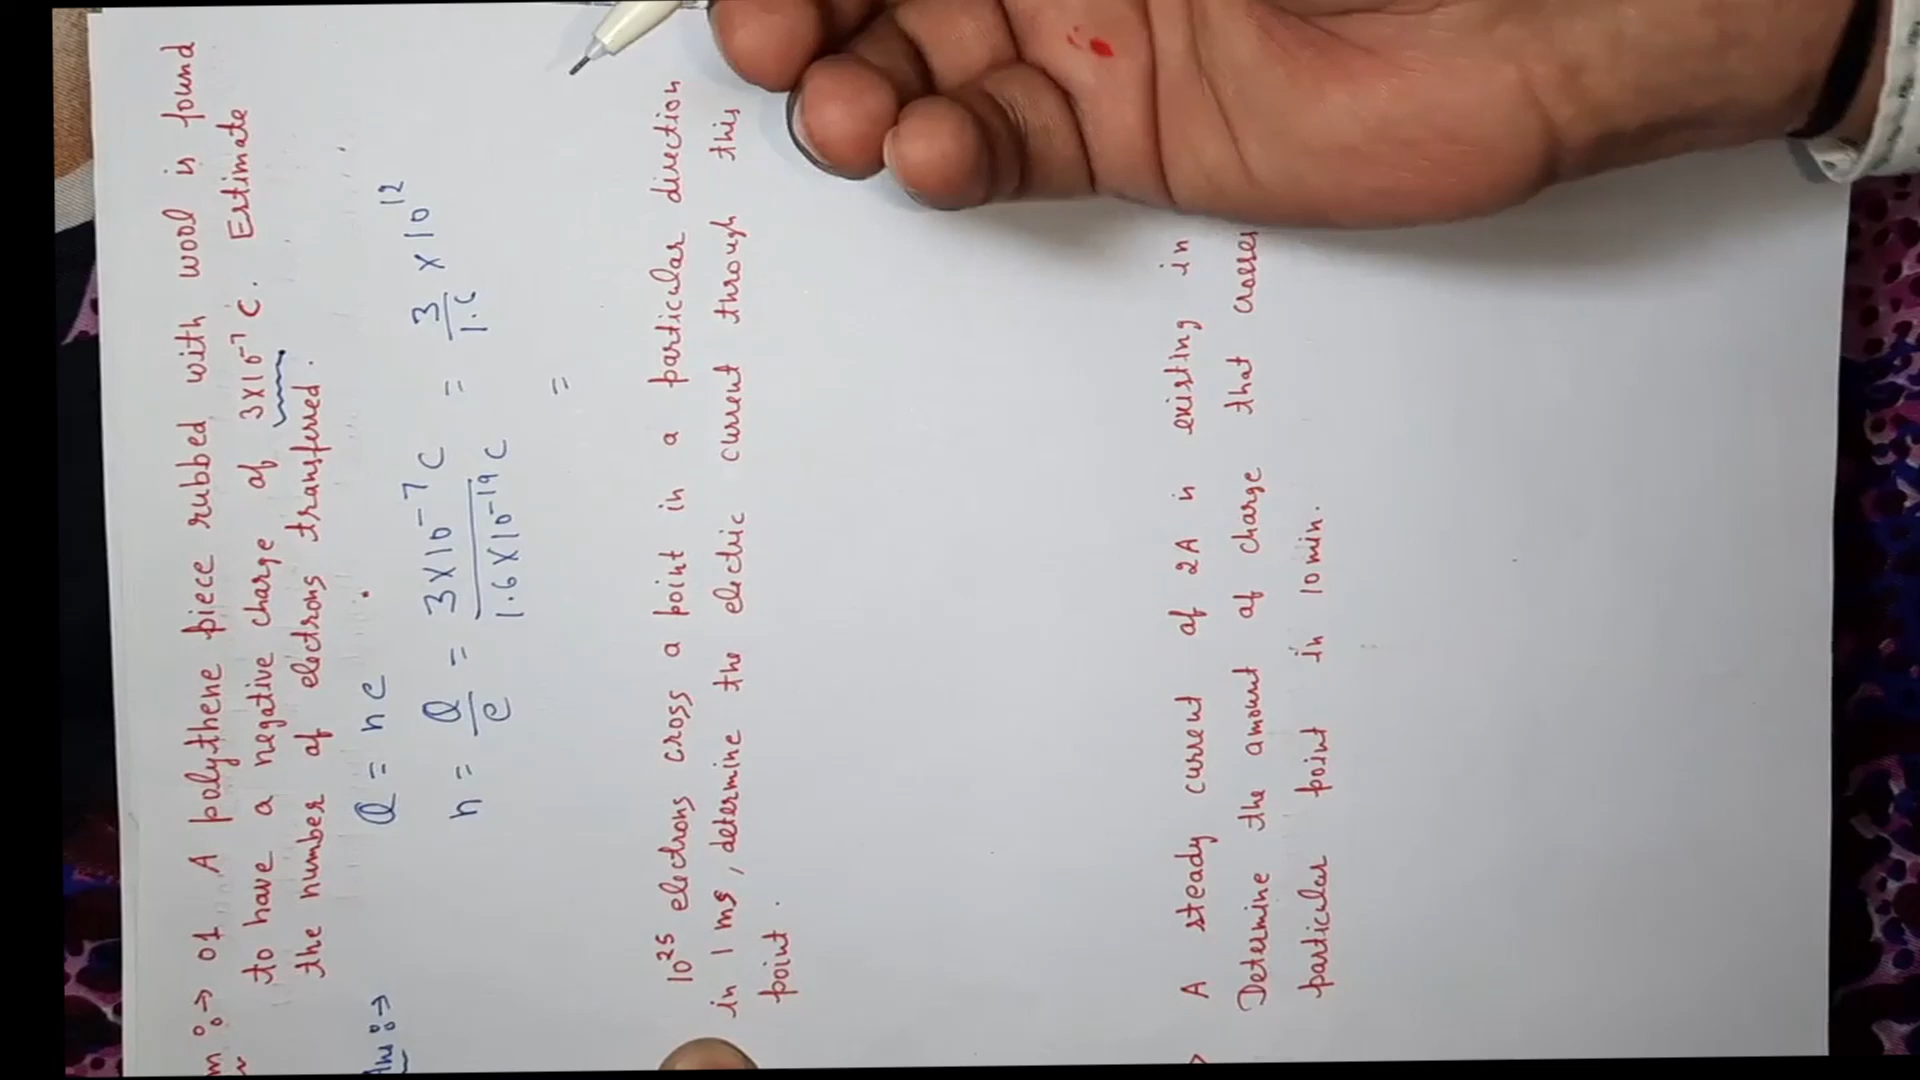 m :→ 01 A polythene piece rubbed with wool is found
to have a negative charge of 3×10⁻⁷ C. Estimate
the number of electrons transferred.
Ans :→ Q = ne
n = Q/e = 3×10⁻⁷ C / 1.6×10⁻¹⁹ C = 3/1.6 × 10¹²
=
10²⁵ electrons cross a point in a particular direction
in 1 ms, determine the electric current through this
point.
A steady current of 2A is existing in
Determine the amount of charge that crosses
particular point in 10 min.